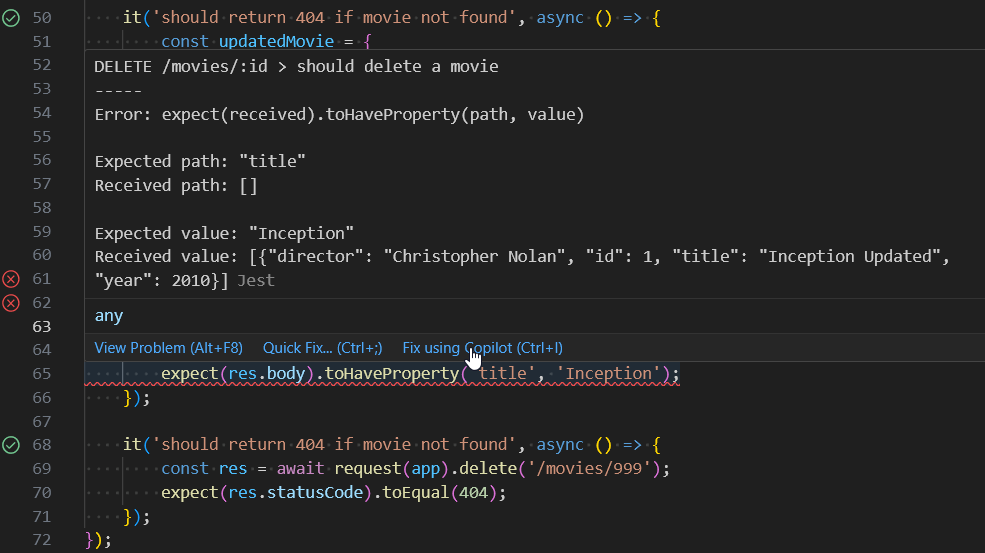 50 it('should return 404 if movie not found', async () => {
51 const updatedMovie = {
52 DELETE /movies/:id > should delete a movie
53 -----
54 Error: expect(received).toHaveProperty(path, value)
55
56 Expected path: "title"
57 Received path: []
58
59 Expected value: "Inception"
60 Received value: [{"director": "Christopher Nolan", "id": 1, "title": "Inception Updated",
61 "year": 2010}] Jest
62
63 any
64 View Problem (Alt+F8) Quick Fix... (Ctrl+;) Fix using Copilot (Ctrl+I)
65 expect(res.body).toHaveProperty('title', 'Inception');
66 });
67
68 it('should return 404 if movie not found', async () => {
69 const res = await request(app).delete('/movies/999');
70 expect(res.statusCode).toEqual(404);
71 });
72 });